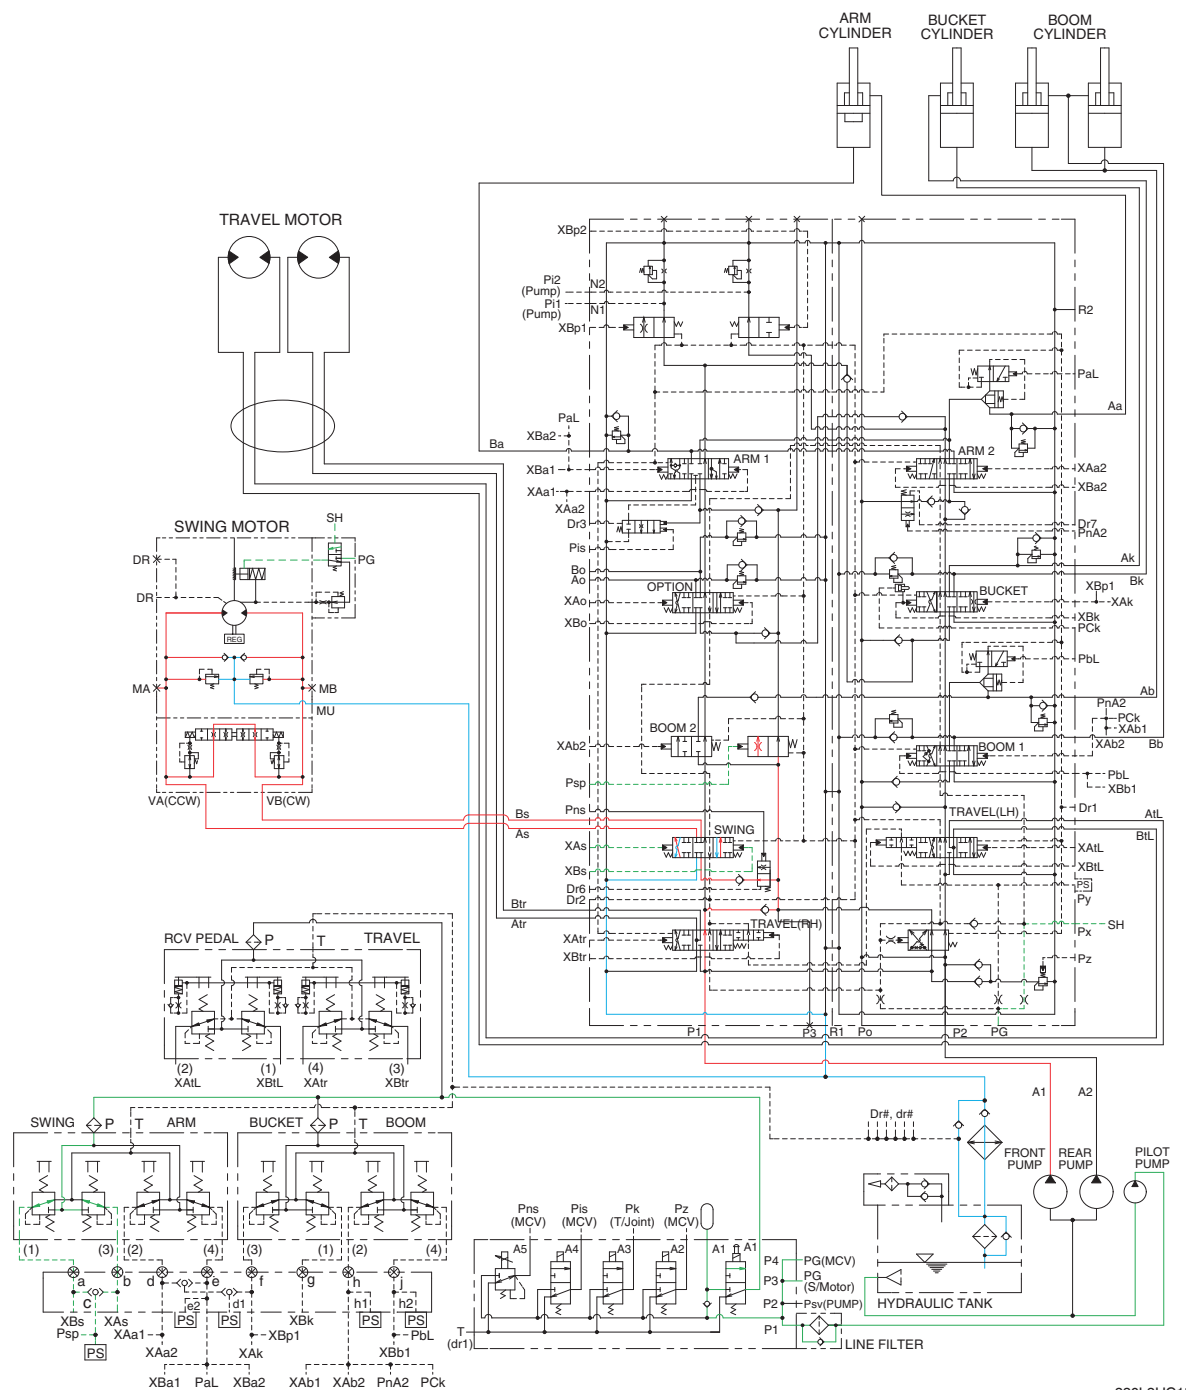 ARM
CYLINDER
BUCKET
CYLINDER
BOOM
CYLINDER
TRAVEL MOTOR
XBp2
Pi2
(Pump)
N2
Pi1
(Pump)
N1
XBp1
R2
PaL
Aa
PaL
XBa2
Ba
XBa1
ARM 1
ARM 2
XAa2
XBa2
XAa1
XAa2
Dr3
Dr7
PnA2
Pis
SWING MOTOR
SH
PG
DR
DR
REG
MA
MB
MU
VA(CCW)
VB(CW)
Bo
Ao
OPTION
XAo
XBo
Ak
Bk
XBp1
XAk
BUCKET
XBk
PCk
PbL
Ab
PnA2
PCk
XAb1
XAb2
Bb
BOOM 2
XAb2
BOOM 1
Psp
PbL
XBb1
Pns
Dr1
Bs
As
AtL
BtL
SWING
TRAVEL(LH)
XAs
XAtL
XBs
XBtL
Dr6
Dr2
PS
Py
Btr
Atr
TRAVEL(RH)
SH
XAtr
Px
XBtr
Pz
P1
P3
R1
Po
P2
PG
RCV PEDAL
P
T
TRAVEL
(2)
(1)
(4)
(3)
XAtL
XBtL
XAtr
XBtr
A1
A2
SWING
P
T
ARM
BUCKET
P
T
BOOM
Dr#, dr#
FRONT
PUMP
REAR
PUMP
PILOT
PUMP
(1)
(3)
(2)
(4)
(3)
(1)
(2)
(4)
Pns
(MCV)
Pis
(MCV)
Pk
(T/Joint)
Pz
(MCV)
A5
A4
A3
A2
A1
A1
P4
PG(MCV)
P3
PG
(S/Motor)
P2
Psv(PUMP)
P1
T
(dr1)
LINE FILTER
HYDRAULIC TANK
a
b
d
e
f
g
h
j
c
e2
d1
h1
h2
XBs
XAs
PS
PS
XBk
PS
PS
Psp
XAa1
XBp1
PbL
PS
XAa2
XAk
XBb1
XBa1
PaL
XBa2
XAb1
XAb2
PnA2
PCk